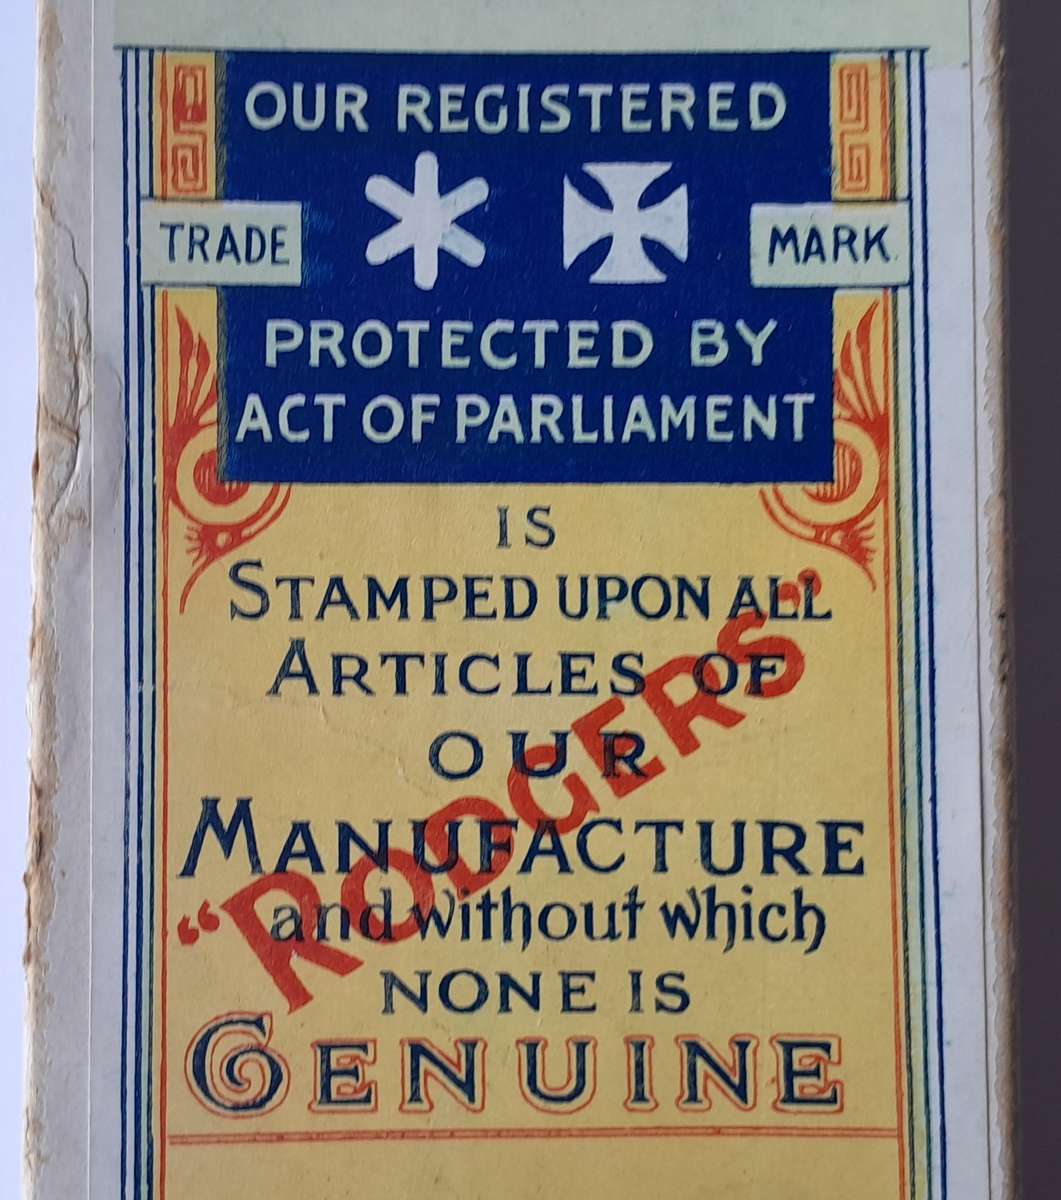 OUR REGISTERED
TRADE MARK
PROTECTED BY
ACT OF PARLIAMENT
IS
STAMPED UPON ALL
ARTICLES OF
OUR
MANUFACTURE
and without which
NONE IS
GENUINE
"RODGERS"